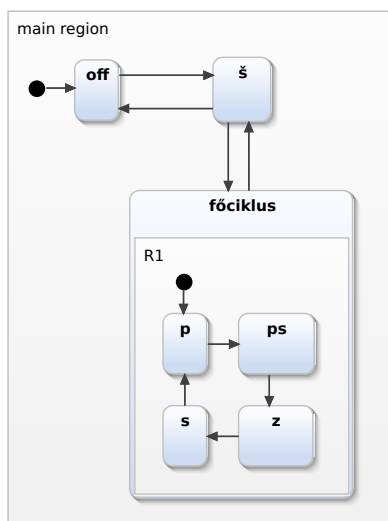 main region
off
š
főciklus
R1
p
ps
s
z